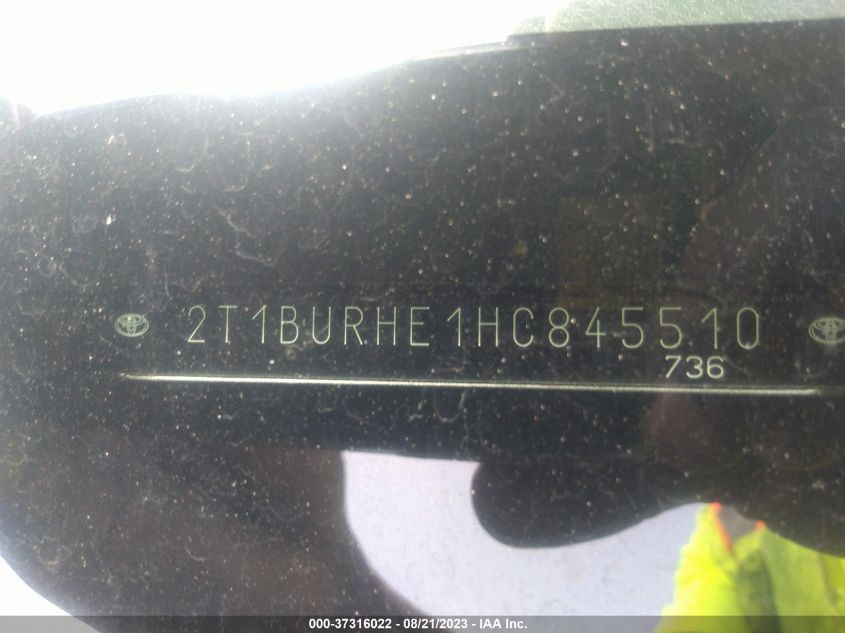 2T1BURHE1HC845510
736
000-37316022 - 08/21/2023 - IAA Inc.